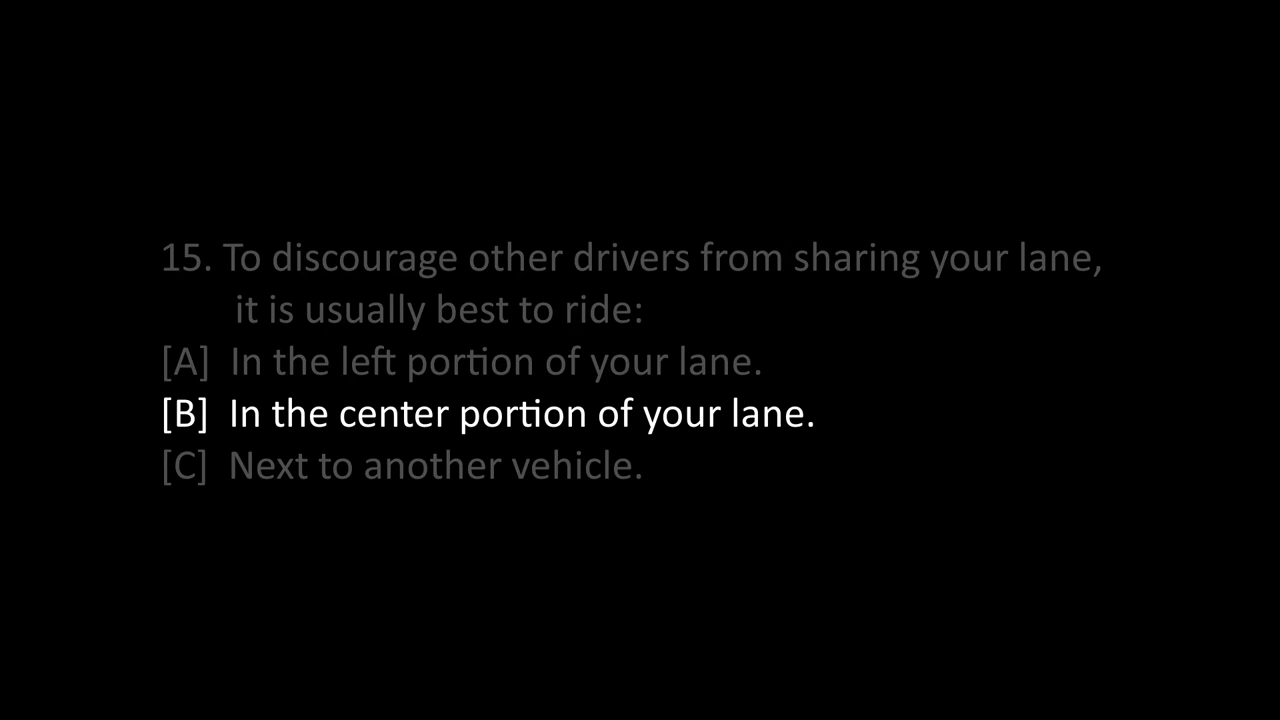 15. To discourage other drivers from sharing your lane,
it is usually best to ride:
[A] In the left portion of your lane.
[B] In the center portion of your lane.
[C] Next to another vehicle.